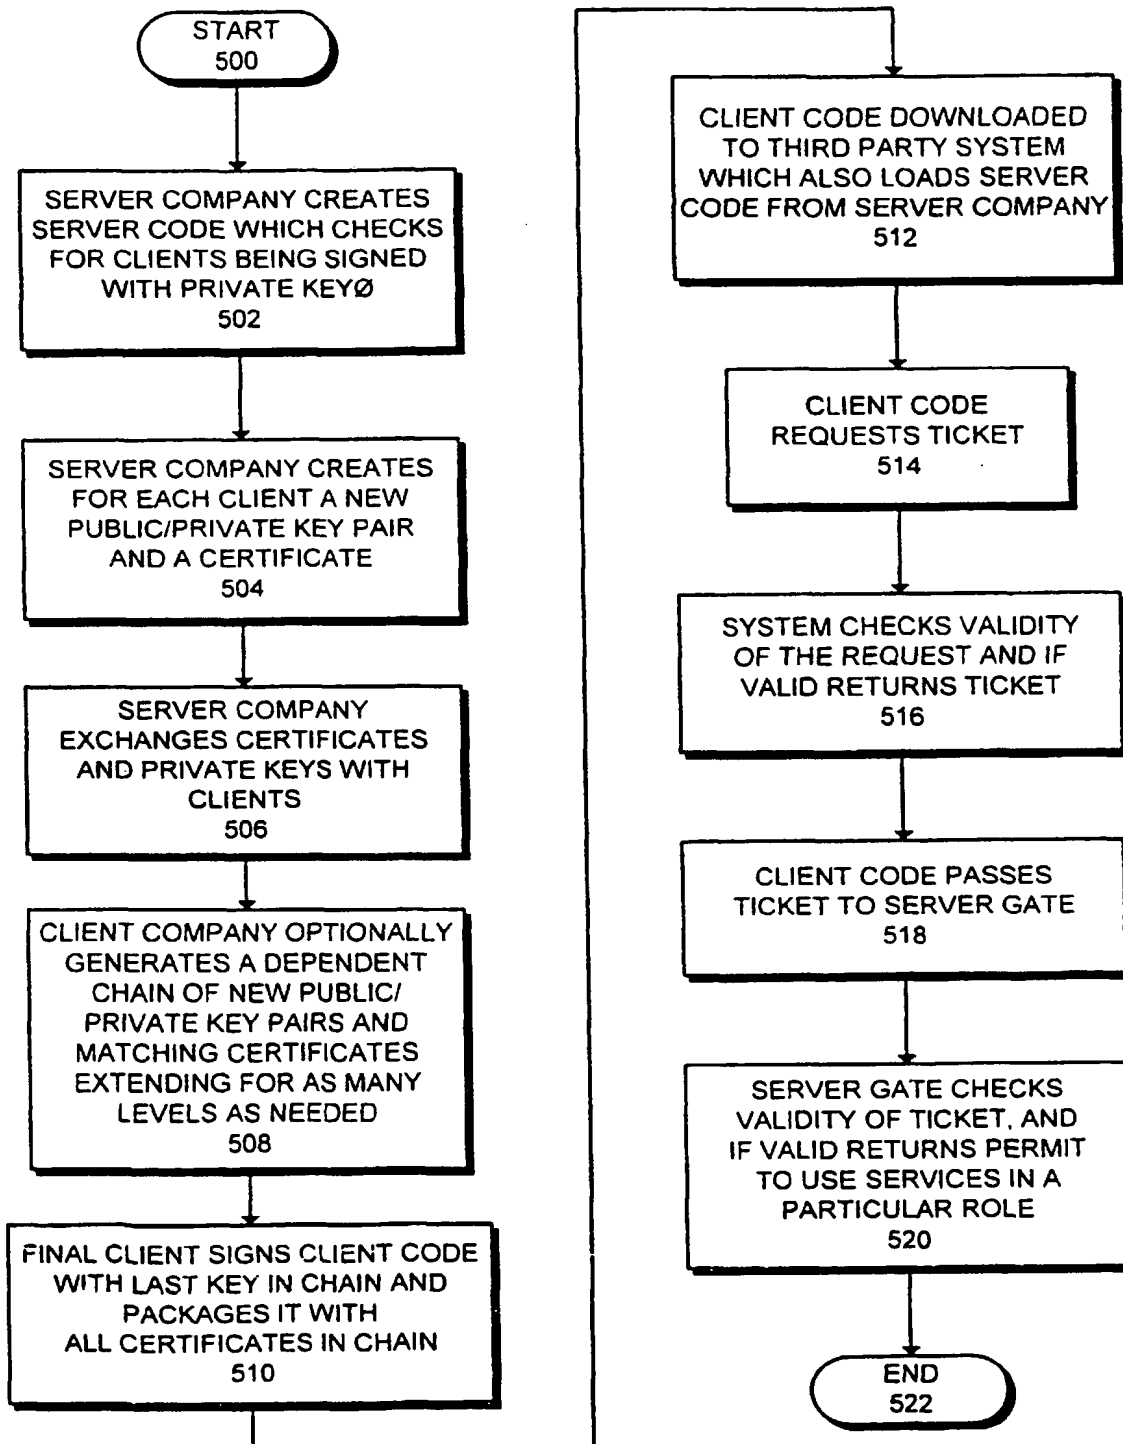 START
500
SERVER COMPANY CREATES
SERVER CODE WHICH CHECKS
FOR CLIENTS BEING SIGNED
WITH PRIVATE KEYØ
502
SERVER COMPANY CREATES
FOR EACH CLIENT A NEW
PUBLIC/PRIVATE KEY PAIR
AND A CERTIFICATE
504
SERVER COMPANY
EXCHANGES CERTIFICATES
AND PRIVATE KEYS WITH
CLIENTS
506
CLIENT COMPANY OPTIONALLY
GENERATES A DEPENDENT
CHAIN OF NEW PUBLIC/
PRIVATE KEY PAIRS AND
MATCHING CERTIFICATES
EXTENDING FOR AS MANY
LEVELS AS NEEDED
508
FINAL CLIENT SIGNS CLIENT CODE
WITH LAST KEY IN CHAIN AND
PACKAGES IT WITH
ALL CERTIFICATES IN CHAIN
510
CLIENT CODE DOWNLOADED
TO THIRD PARTY SYSTEM
WHICH ALSO LOADS SERVER
CODE FROM SERVER COMPANY
512
CLIENT CODE
REQUESTS TICKET
514
SYSTEM CHECKS VALIDITY
OF THE REQUEST AND IF
VALID RETURNS TICKET
516
CLIENT CODE PASSES
TICKET TO SERVER GATE
518
SERVER GATE CHECKS
VALIDITY OF TICKET, AND
IF VALID RETURNS PERMIT
TO USE SERVICES IN A
PARTICULAR ROLE
520
END
522